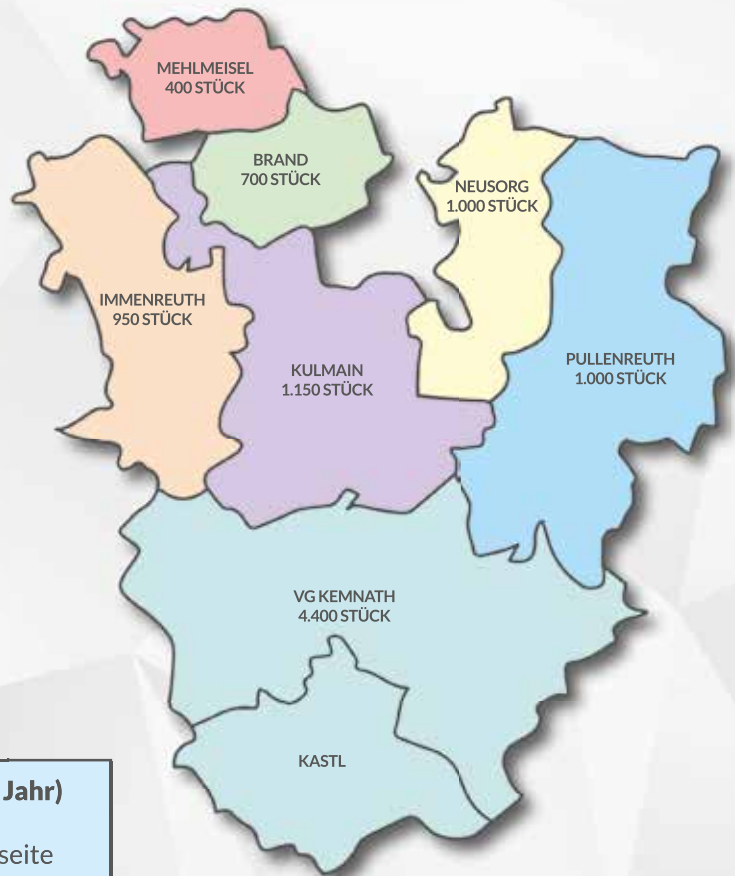 MEHLMEISEL
400 STÜCK
BRAND
700 STÜCK
NEUSORG
1.000 STÜCK
IMMENREUTH
950 STÜCK
KULMAIN
1.150 STÜCK
PULLENREUTH
1.000 STÜCK
VG KEMNATH
4.400 STÜCK
KASTL
Jahr)
seite